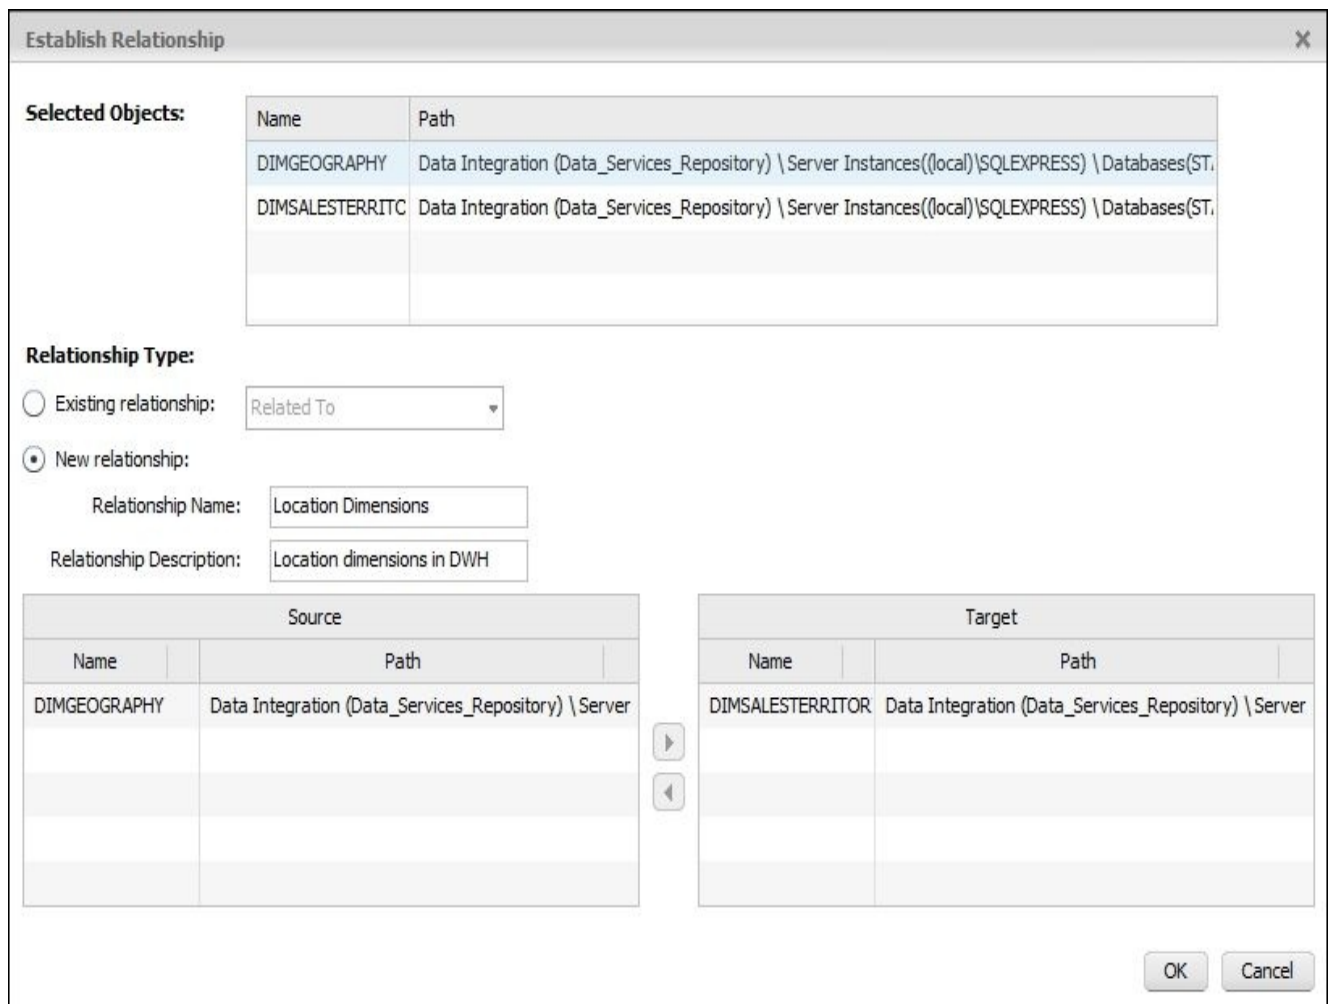 Establish Relationship
Selected Objects:
Name Path
DIMGEOGRAPHY Data Integration (Data_Services_Repository) \ Server Instances((local)\SQLEXPRESS) \ Databases(ST
DIMSALESTERRITC Data Integration (Data_Services_Repository) \ Server Instances((local)\SQLEXPRESS) \ Databases(ST
Relationship Type:
Existing relationship: Related To
New relationship:
Relationship Name: Location Dimensions
Relationship Description: Location dimensions in DWH
Source Target
Name Path Name Path
DIMGEOGRAPHY Data Integration (Data_Services_Repository) \ Server DIMSALESTERRITOR Data Integration (Data_Services_Repository) \ Server
OK Cancel